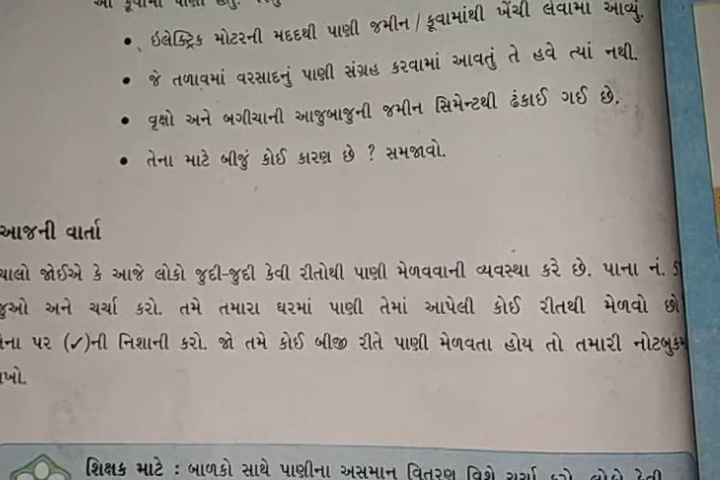 પાણી
• ઇલેક્ટ્રિક મોટરની મદદથી પાણી જમીન / કૂવામાંથી ખેંચી લેવામાં આવ્યું.
• જે તળાવમાં વરસાદનું પાણી સંગ્રહ કરવામાં આવતું તે હવે ત્યાં નથી.
• વૃક્ષો અને બગીચાની આજુબાજુની જમીન સિમેન્ટથી ઢંકાઈ ગઈ છે.
• તેના માટે બીજું કોઈ કારણ છે ? સમજાવો.
આજની વાર્તા
ચાલો જોઈએ કે આજે લોકો જુદી-જુદી કેવી રીતોથી પાણી મેળવવાની વ્યવસ્થા કરે છે. પાના નં.
જુઓ અને ચર્ચા કરો. તમે તમારા ઘરમાં પાણી તેમાં આપેલી કોઈ રીતથી મેળવો છો
પર (✓)ની નિશાની કરો. જો તમે કોઈ બીજી રીતે પાણી મેળવતા હોય તો તમારી નોટબુકમાં
શિક્ષક માટે : બાળકો સાથે પાણીના અસમાન વિતરણ વિશે ચર્ચા કરો.